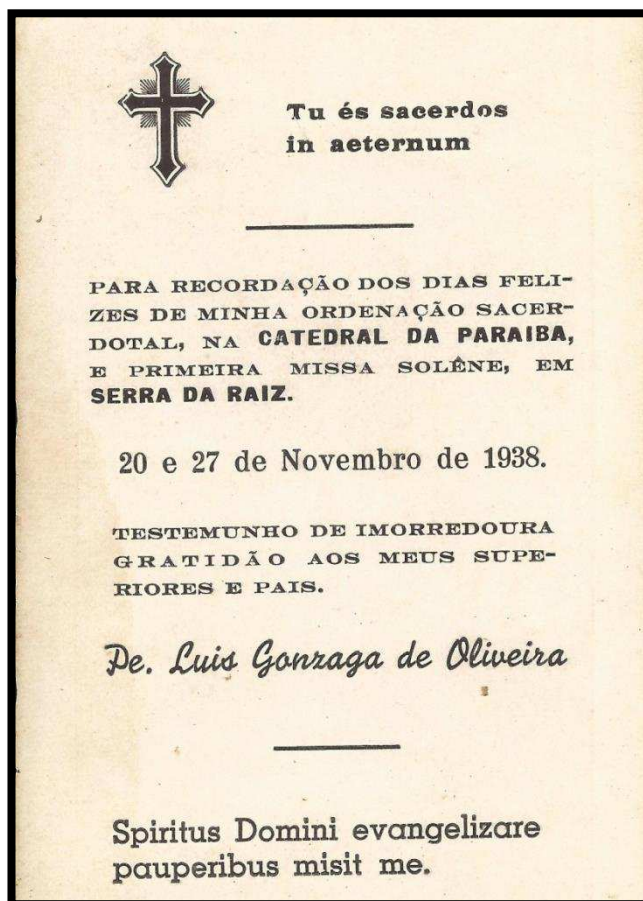 Tu és sacerdos
in aeternum
PARA RECORDAÇÃO DOS DIAS FELI-
ZES DE MINHA ORDENAÇÃO SACER-
DOTAL, NA CATEDRAL DA PARAIBA,
E PRIMEIRA MISSA SOLÊNE, EM
SERRA DA RAIZ.
20 e 27 de Novembro de 1938.
TESTEMUNHO DE IMORREDOURA
GRATIDÃO AOS MEUS SUPE-
RIORES E PAIS.
Pe. Luis Gonzaga de Oliveira
Spiritus Domini evangelizare
pauperibus misit me.